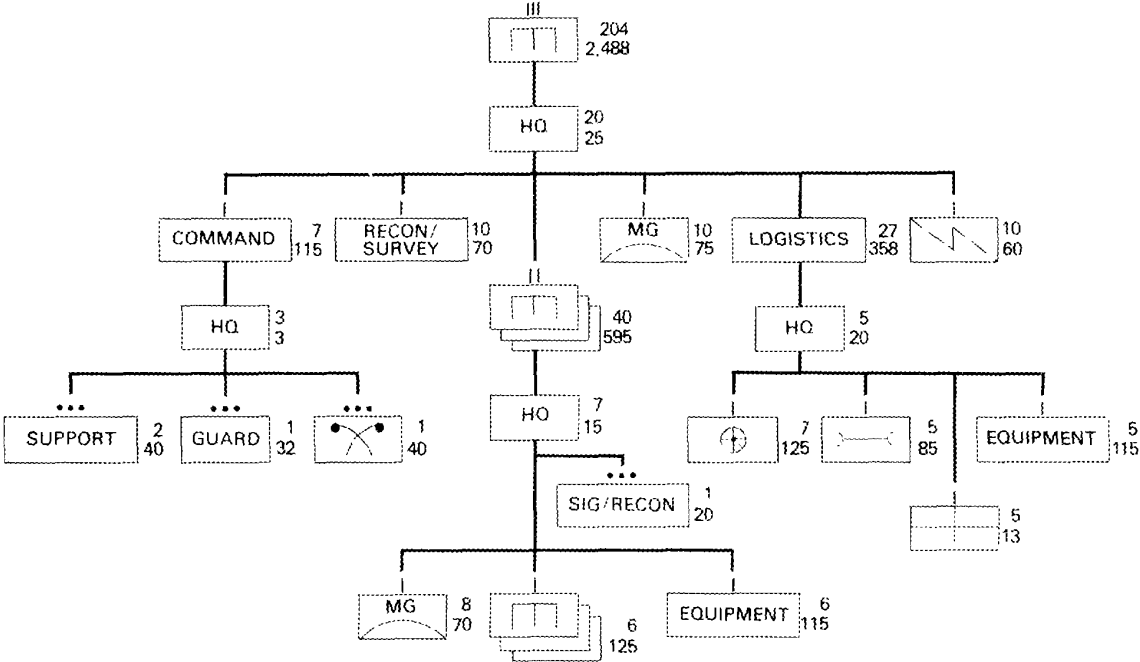 III
204
2,488
HQ
20
25
COMMAND
7
115
RECON/
SURVEY
10
70
MG
10
75
LOGISTICS
27
358
10
60
II
40
595
HQ
3
3
HQ
5
20
SUPPORT
2
40
GUARD
1
32
1
40
HQ
7
15
7
125
5
85
EQUIPMENT
5
115
SIG/RECON
1
20
5
13
MG
8
70
6
125
EQUIPMENT
6
115